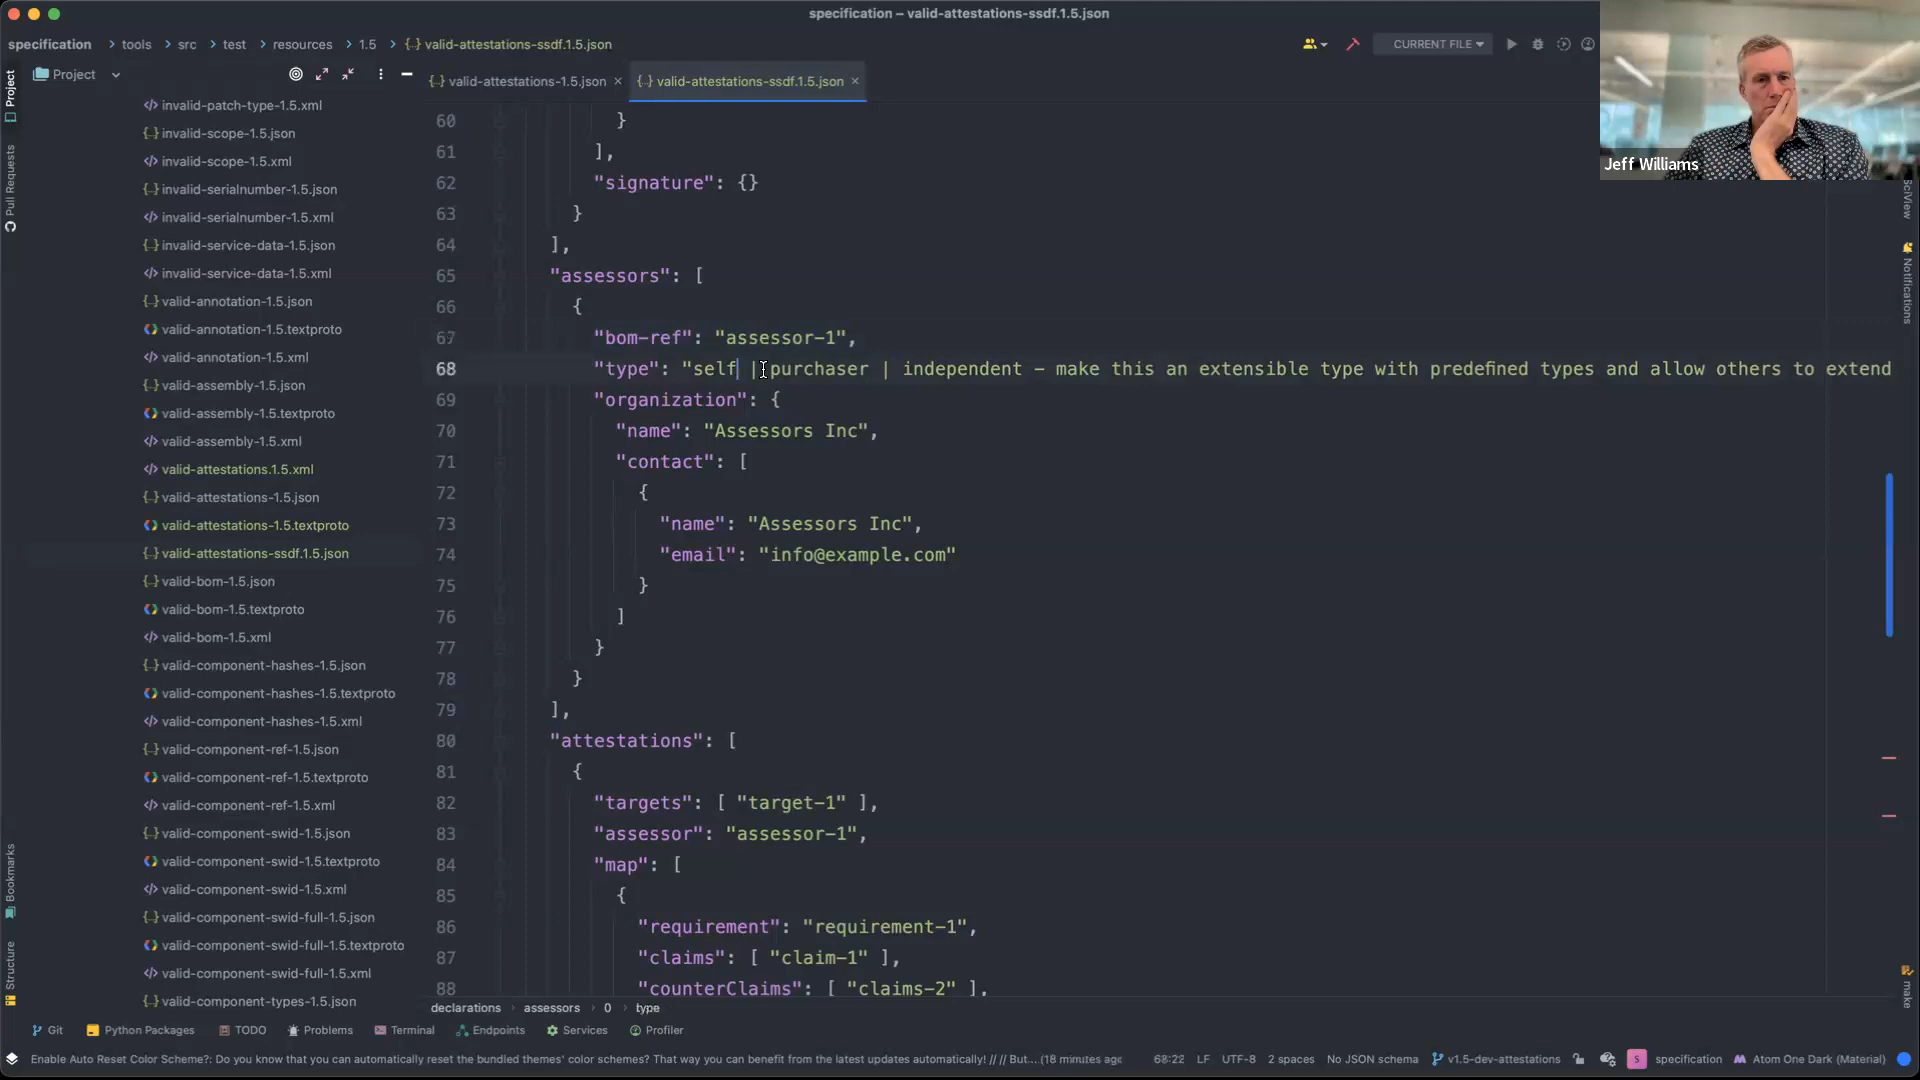 specification – valid-attestations-ssdf.1.5.json
specification > tools > src > test > resources > 1.5 > {} valid-attestations-ssdf.1.5.json
CURRENT FILE
Project
{} valid-attestations-1.5.json ×
{} valid-attestations-ssdf.1.5.json ×
Jeff Williams
Project
Pull Requests
Bookmarks
Structure
invalid-patch-type-1.5.xml
invalid-scope-1.5.json
invalid-scope-1.5.xml
invalid-serialnumber-1.5.json
invalid-serialnumber-1.5.xml
invalid-service-data-1.5.json
invalid-service-data-1.5.xml
valid-annotation-1.5.json
valid-annotation-1.5.textproto
valid-annotation-1.5.xml
valid-assembly-1.5.json
valid-assembly-1.5.textproto
valid-assembly-1.5.xml
valid-attestations.1.5.xml
valid-attestations-1.5.json
valid-attestations-1.5.textproto
valid-attestations-ssdf.1.5.json
valid-bom-1.5.json
valid-bom-1.5.textproto
valid-bom-1.5.xml
valid-component-hashes-1.5.json
valid-component-hashes-1.5.textproto
valid-component-hashes-1.5.xml
valid-component-ref-1.5.json
valid-component-ref-1.5.textproto
valid-component-ref-1.5.xml
valid-component-swid-1.5.json
valid-component-swid-1.5.textproto
valid-component-swid-1.5.xml
valid-component-swid-full-1.5.json
valid-component-swid-full-1.5.textproto
valid-component-swid-full-1.5.xml
valid-component-types-1.5.json
60 }
61 ],
62 "signature": {}
63 }
64 ],
65 "assessors": [
66 {
67 "bom-ref": "assessor-1",
68 "type": "self | purchaser | independent – make this an extensible type with predefined types and allow others to extend
69 "organization": {
70 "name": "Assessors Inc",
71 "contact": [
72 {
73 "name": "Assessors Inc",
74 "email": "info@example.com"
75 }
76 ]
77 }
78 }
79 ],
80 "attestations": [
81 {
82 "targets": [ "target-1" ],
83 "assessor": "assessor-1",
84 "map": [
85 {
86 "requirement": "requirement-1",
87 "claims": [ "claim-1" ],
88 "counterClaims": [ "claims-2" ],
SciView
Notifications
make
declarations > assessors > 0 > type
Git
Python Packages
TODO
Problems
Terminal
Endpoints
Services
Profiler
Enable Auto Reset Color Scheme?: Do you know that you can automatically reset the bundled themes' color schemes? That way you can benefit from the latest updates automatically! // // But... (18 minutes ago
68:22 LF UTF-8 2 spaces No JSON schema v1.5-dev-attestations S specification Atom One Dark (Material)